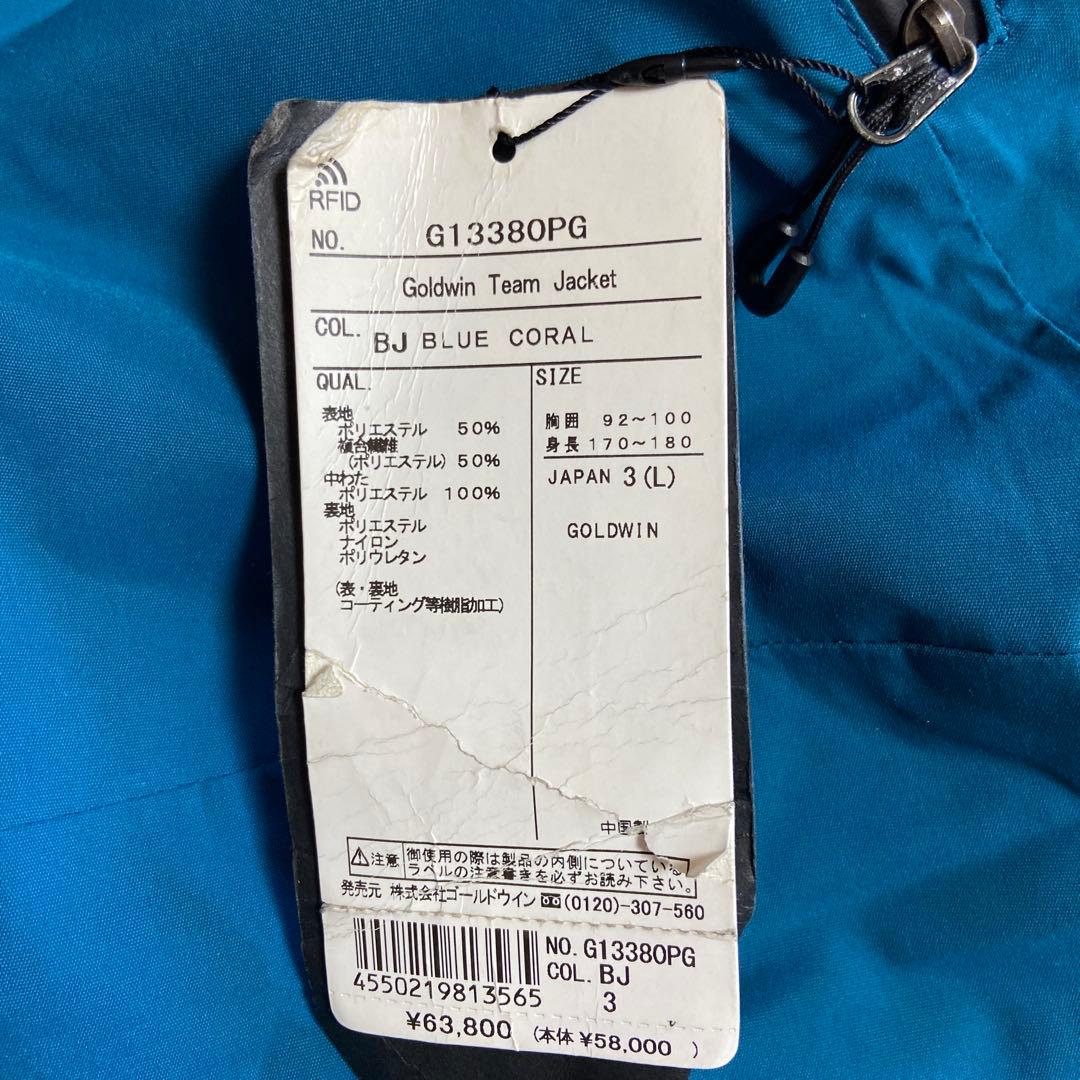 RFID
NO. G13380PG
Goldwin Team Jacket
COL. BJ BLUE CORAL
QUAL.
表地
ポリエステル 50%
複合繊維
(ポリエステル) 50%
中わた
ポリエステル 100%
裏地
ポリエステル
ナイロン
ポリウレタン
(表・裏地
コーティング等樹脂加工)
SIZE
胸囲 92~100
身長 170~180
JAPAN 3(L)
GOLDWIN
中国製
⚠注意 御使用の際は製品の内側についている
ラベルの注意書きを必ずお読み下さい。
発売元 株式会社ゴールドウイン (0120)-307-560
4550219813565
NO. G13380PG
COL. BJ
3
¥63,800 (本体 ¥58,000 )